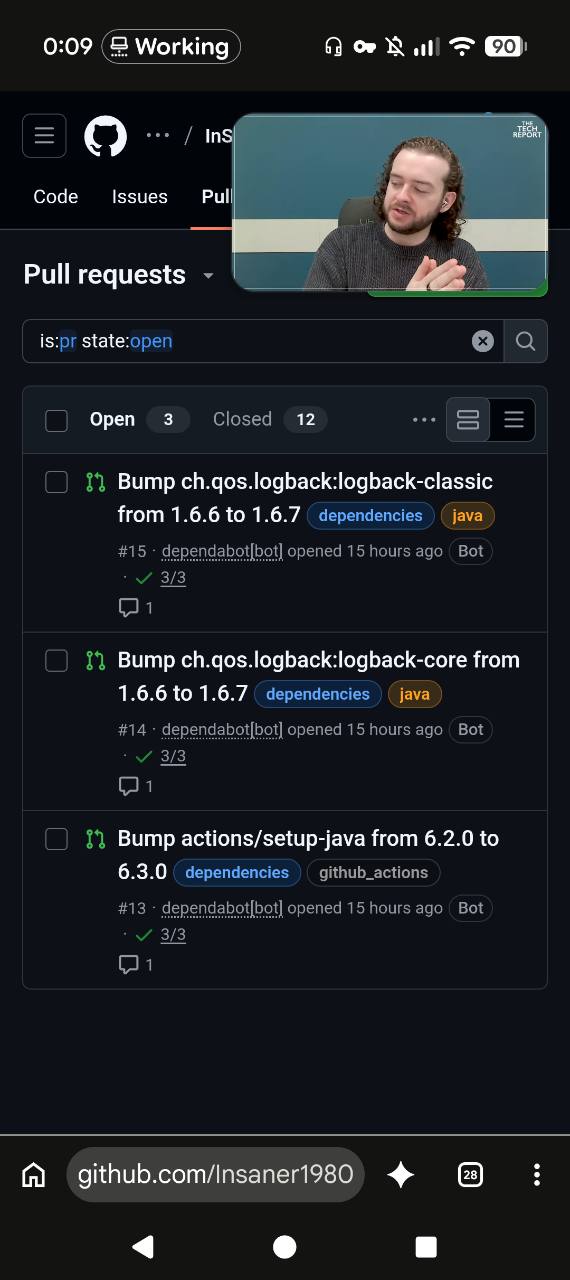 0:09 Working 90
/ InS
THE
TECH
REPORT
Code Issues Pull
Pull requests
is:pr state:open
Open 3 Closed 12
Bump ch.qos.logback:logback-classic
from 1.6.6 to 1.6.7 dependencies java
#15 · dependabot[bot] opened 15 hours ago Bot
· 3/3
1
Bump ch.qos.logback:logback-core from
1.6.6 to 1.6.7 dependencies java
#14 · dependabot[bot] opened 15 hours ago Bot
· 3/3
1
Bump actions/setup-java from 6.2.0 to
6.3.0 dependencies github_actions
#13 · dependabot[bot] opened 15 hours ago Bot
· 3/3
1
github.com/Insaner1980 28